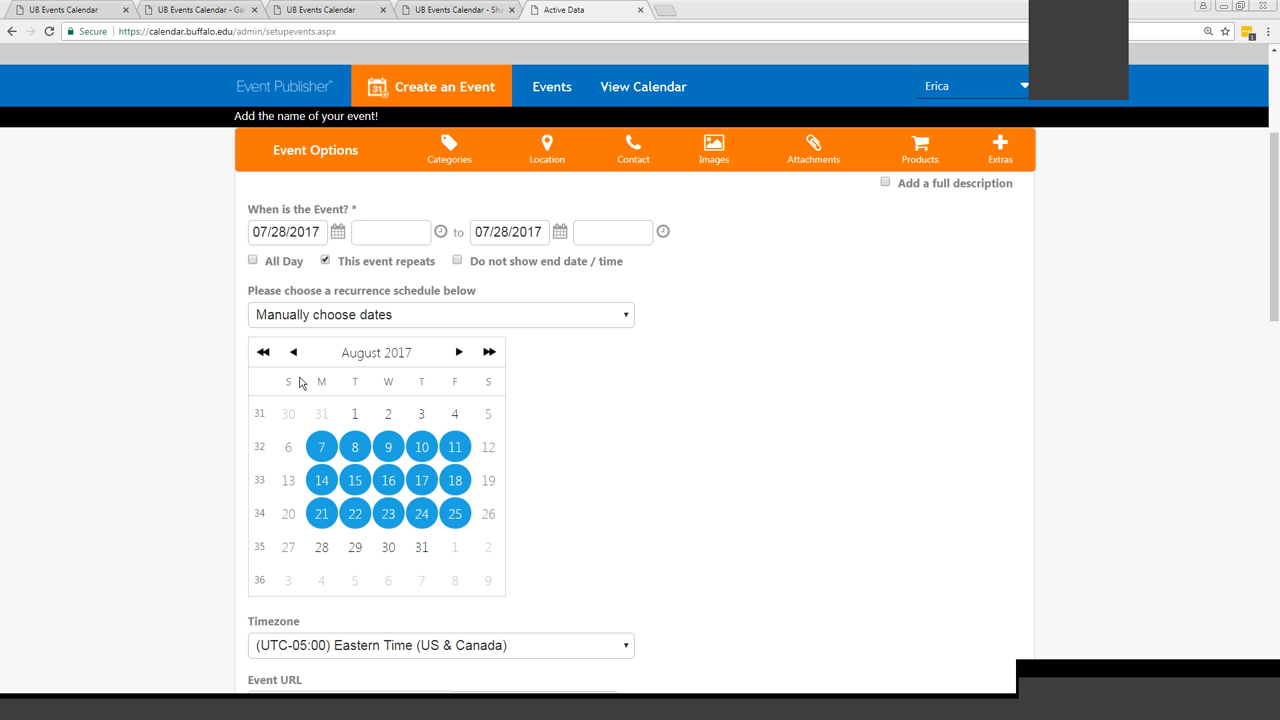 UB Events Calendar
UB Events Calendar - Ga
UB Events Calendar
UB Events Calendar - Sha
Active Data
Secure https://calendar.buffalo.edu/admin/setupevents.aspx
Event Publisher™ Create an Event Events View Calendar Erica
Add the name of your event!
Event Options Categories Location Contact Images Attachments Products Extras
Add a full description
When is the Event? *
07/28/2017 to 07/28/2017
All Day This event repeats Do not show end date / time
Please choose a recurrence schedule below
Manually choose dates
August 2017
S M T W T F S
31 30 31 1 2 3 4 5
32 6 7 8 9 10 11 12
33 13 14 15 16 17 18 19
34 20 21 22 23 24 25 26
35 27 28 29 30 31 1 2
36 3 4 5 6 7 8 9
Timezone
(UTC-05:00) Eastern Time (US & Canada)
Event URL